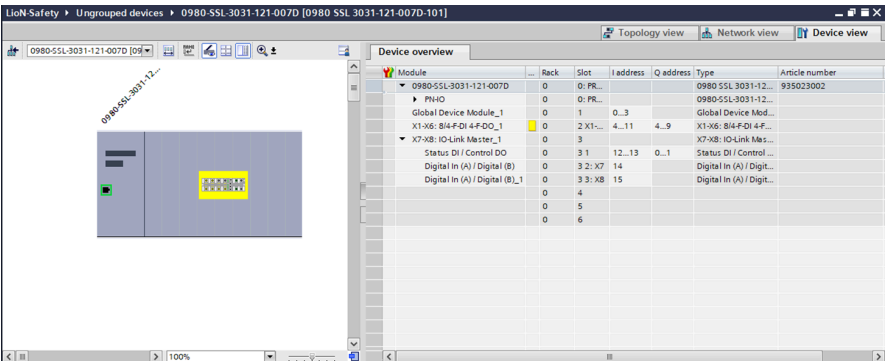 LioN-Safety ▸ Ungrouped devices ▸ 0980-SSL-3031-121-007D [0980 SSL 3031-121-007D-101]
Topology view Network view Device view
0980-SSL-3031-121-007D [09
Device overview
Module ... Rack Slot I address Q address Type Article number
0980-SSL-3031-121-007D 0 0: PR... 0980 SSL 3031-12... 935023002
PN-IO 0 0: PR... 0980-SSL-3031-12...
Global Device Module_1 0 1 0...3 Global Device Mod...
X1-X6: 8/4-F-DI 4-F-DO_1 0 2 X1-... 4...11 4...9 X1-X6: 8/4-F-DI 4-F...
X7-X8: IO-Link Master_1 0 3 X7-X8: IO-Link Mas...
Status DI / Control DO 0 3 1 12...13 0...1 Status DI / Control ...
Digital In (A) / Digital (B) 0 3 2: X7 14 Digital In (A) / Digit...
Digital In (A) / Digital (B)_1 0 3 3: X8 15 Digital In (A) / Digit...
0 4
0 5
0 6
0980-SSL-3031-12...
100%